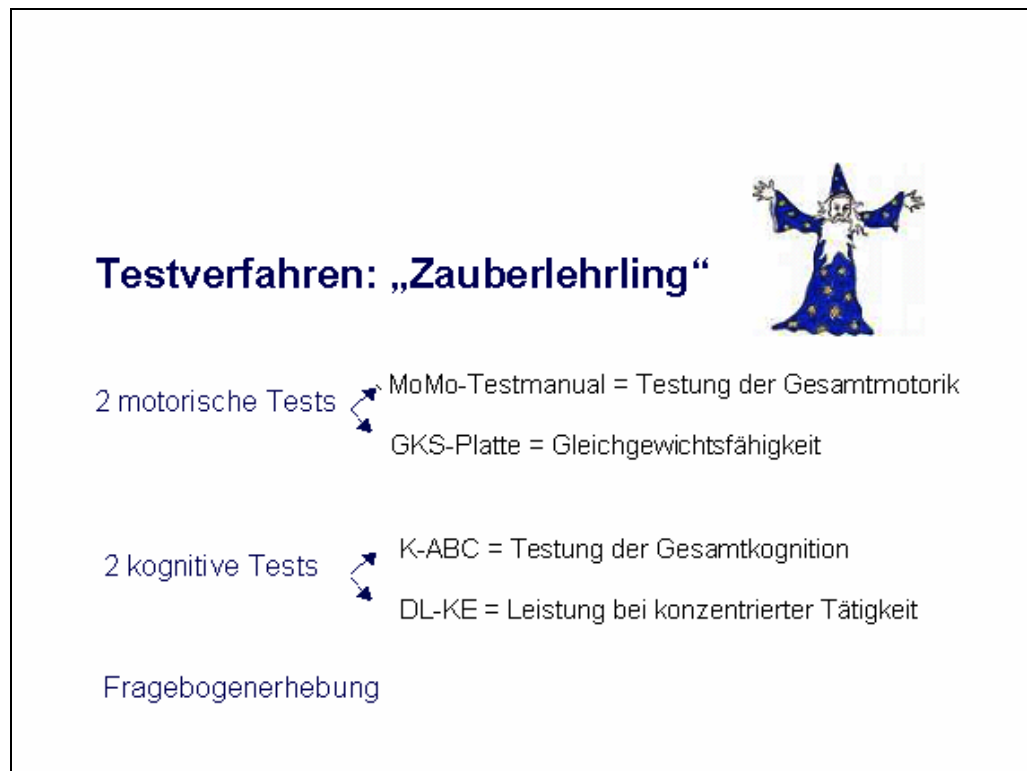 Testverfahren: „Zauberlehrling“
2 motorische Tests
MoMo-Testmanual = Testung der Gesamtmotorik
GKS-Platte = Gleichgewichtsfähigkeit
2 kognitive Tests
K-ABC = Testung der Gesamtkognition
DL-KE = Leistung bei konzentrierter Tätigkeit
Fragebogenerhebung